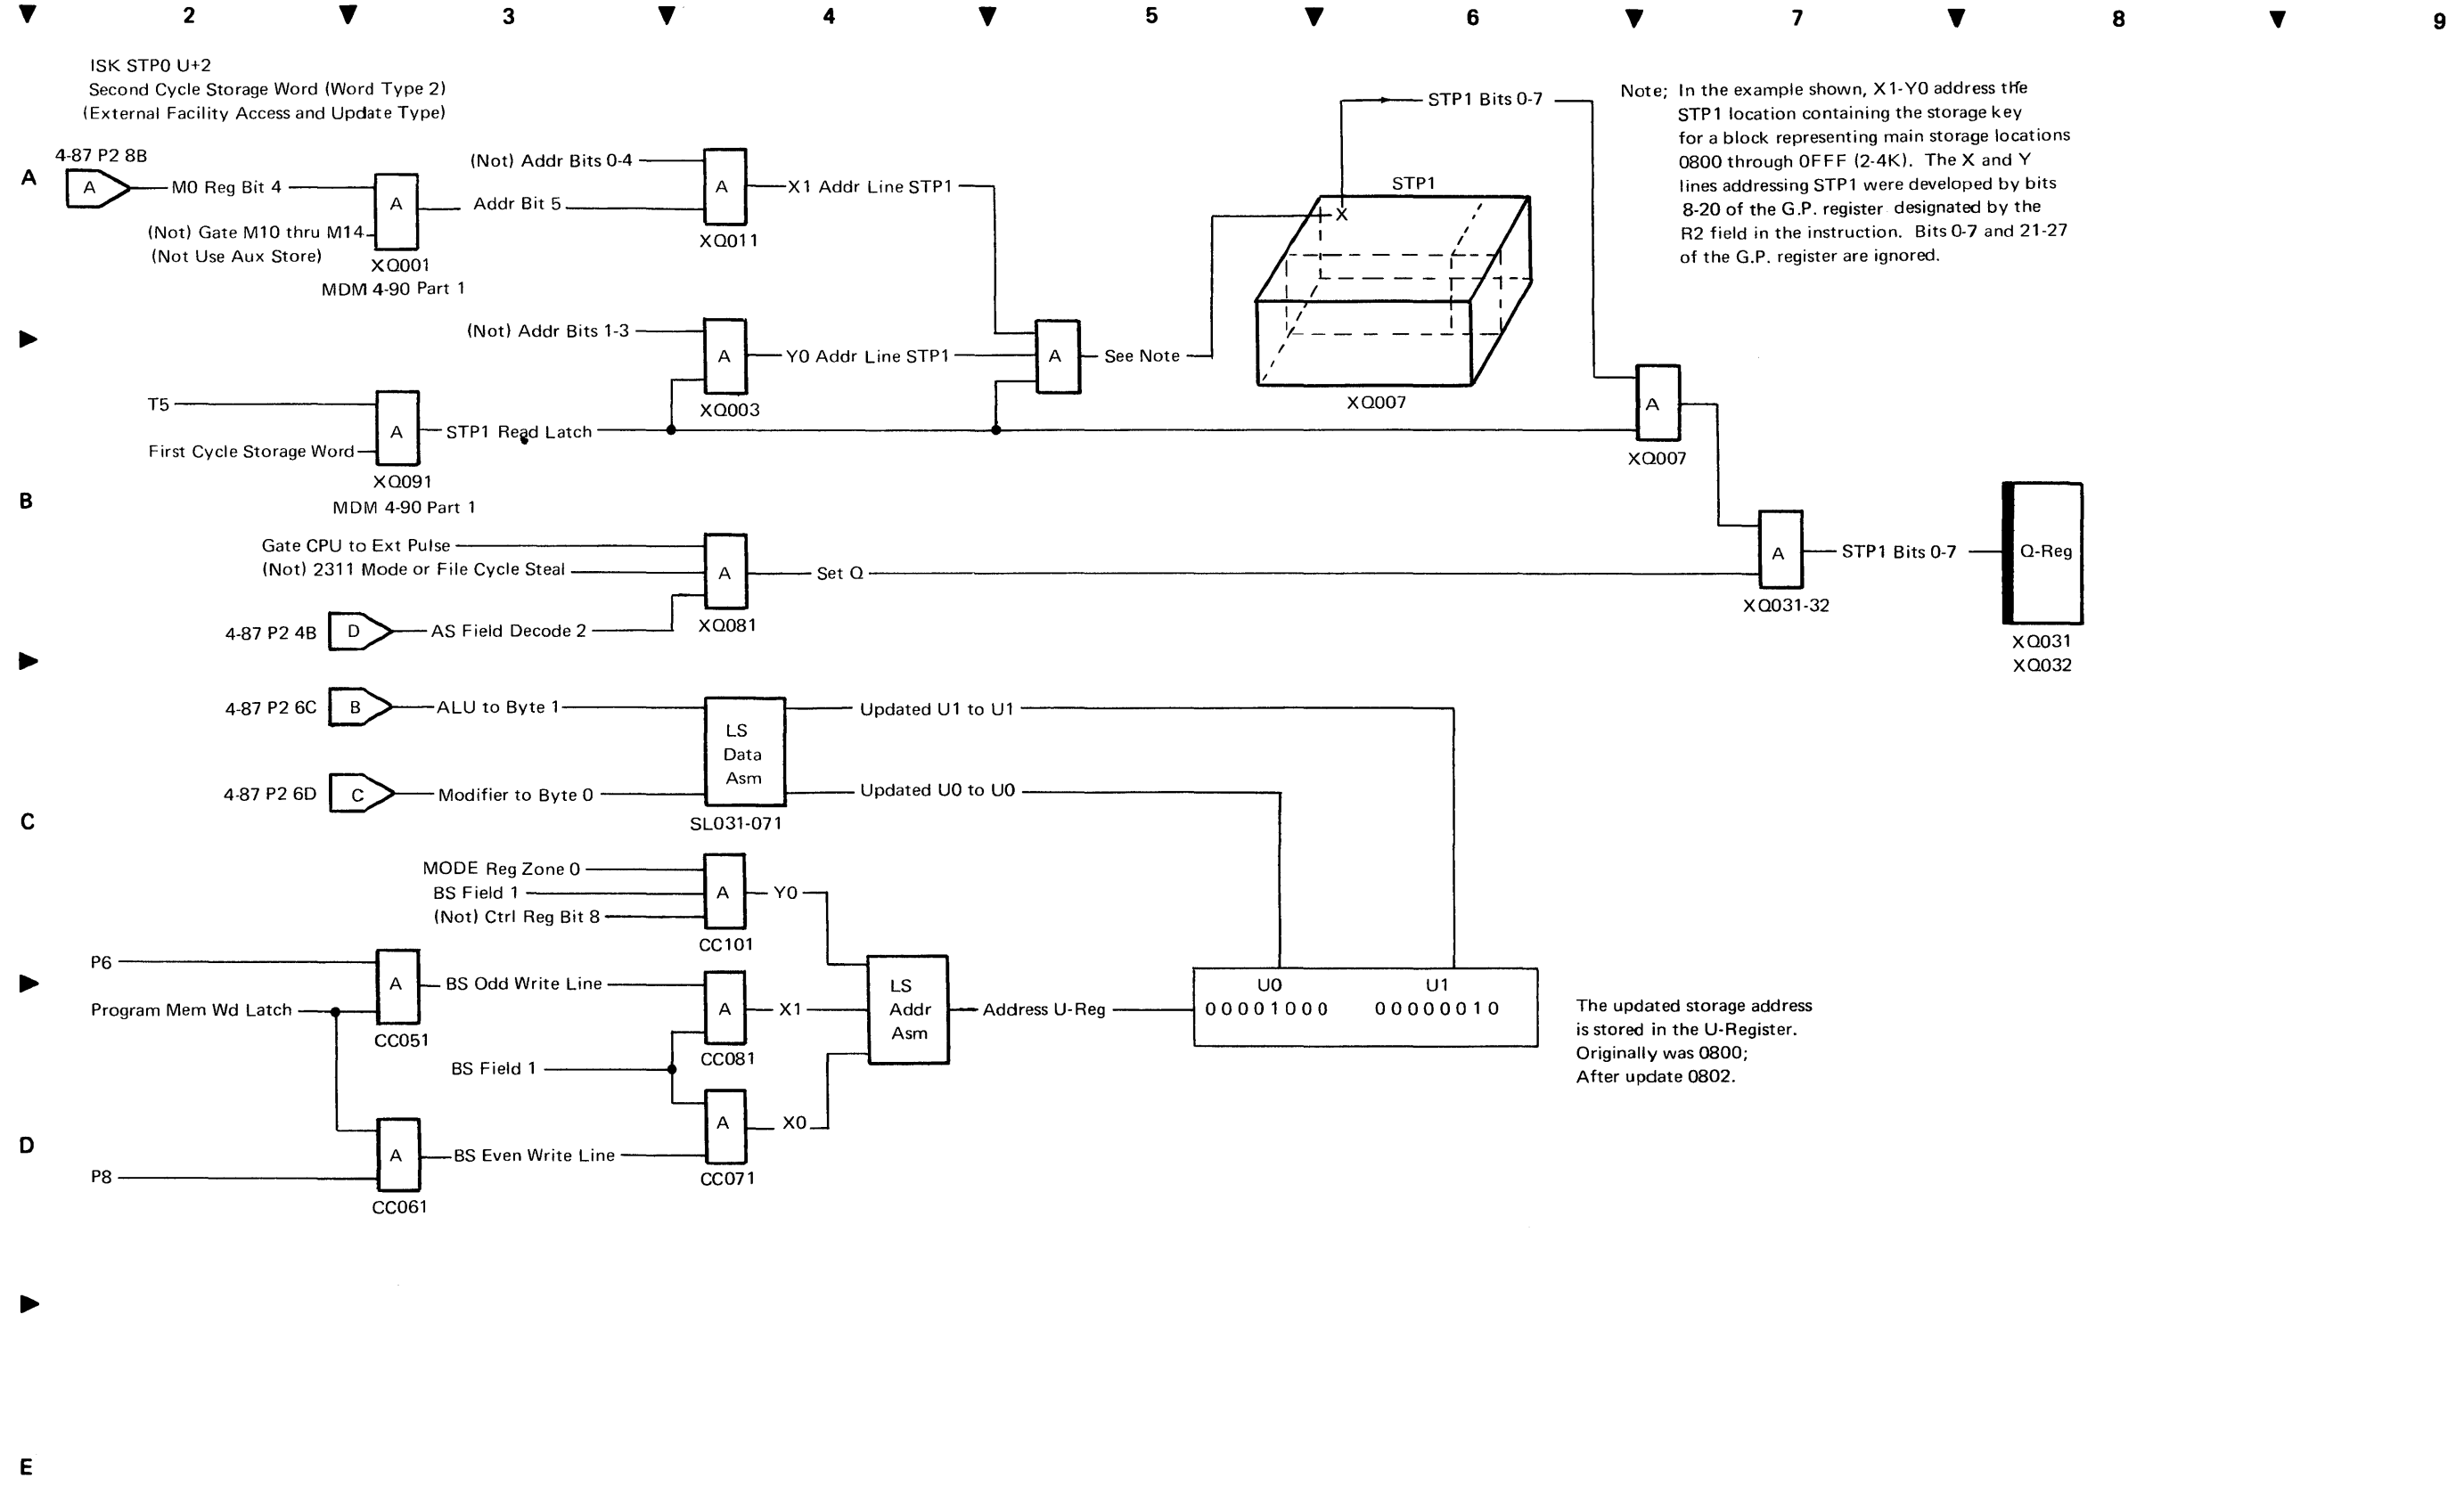 2 3 4 5 6 7 8 9
ISK STP0 U+2
Second Cycle Storage Word (Word Type 2)
(External Facility Access and Update Type)
4-87 P2 8B
A
A
M0 Reg Bit 4
(Not) Gate M10 thru M14
(Not Use Aux Store)
A
XQ001
MDM 4-90 Part 1
(Not) Addr Bits 0-4
Addr Bit 5
A
XQ011
X1 Addr Line STP1
(Not) Addr Bits 1-3
A
XQ003
Y0 Addr Line STP1
A
See Note
STP1 Bits 0-7
STP1
X
XQ007
Note; In the example shown, X1-Y0 address the
STP1 location containing the storage key
for a block representing main storage locations
0800 through 0FFF (2-4K). The X and Y
lines addressing STP1 were developed by bits
8-20 of the G.P. register designated by the
R2 field in the instruction. Bits 0-7 and 21-27
of the G.P. register are ignored.
T5
First Cycle Storage Word
A
XQ091
MDM 4-90 Part 1
STP1 Read Latch
A
XQ007
B
Gate CPU to Ext Pulse
(Not) 2311 Mode or File Cycle Steal
4-87 P2 4B
D
AS Field Decode 2
A
XQ081
Set Q
A
XQ031-32
STP1 Bits 0-7
Q-Reg
XQ031
XQ032
4-87 P2 6C
B
ALU to Byte 1
4-87 P2 6D
C
Modifier to Byte 0
LS
Data
Asm
SL031-071
Updated U1 to U1
Updated U0 to U0
C
MODE Reg Zone 0
BS Field 1
(Not) Ctrl Reg Bit 8
A
CC101
Y0
P6
Program Mem Wd Latch
A
CC051
BS Odd Write Line
A
CC081
X1
BS Field 1
LS
Addr
Asm
Address U-Reg
U0 U1
00001000 00000010
The updated storage address
is stored in the U-Register.
Originally was 0800;
After update 0802.
D
P8
A
CC061
BS Even Write Line
A
CC071
X0
E